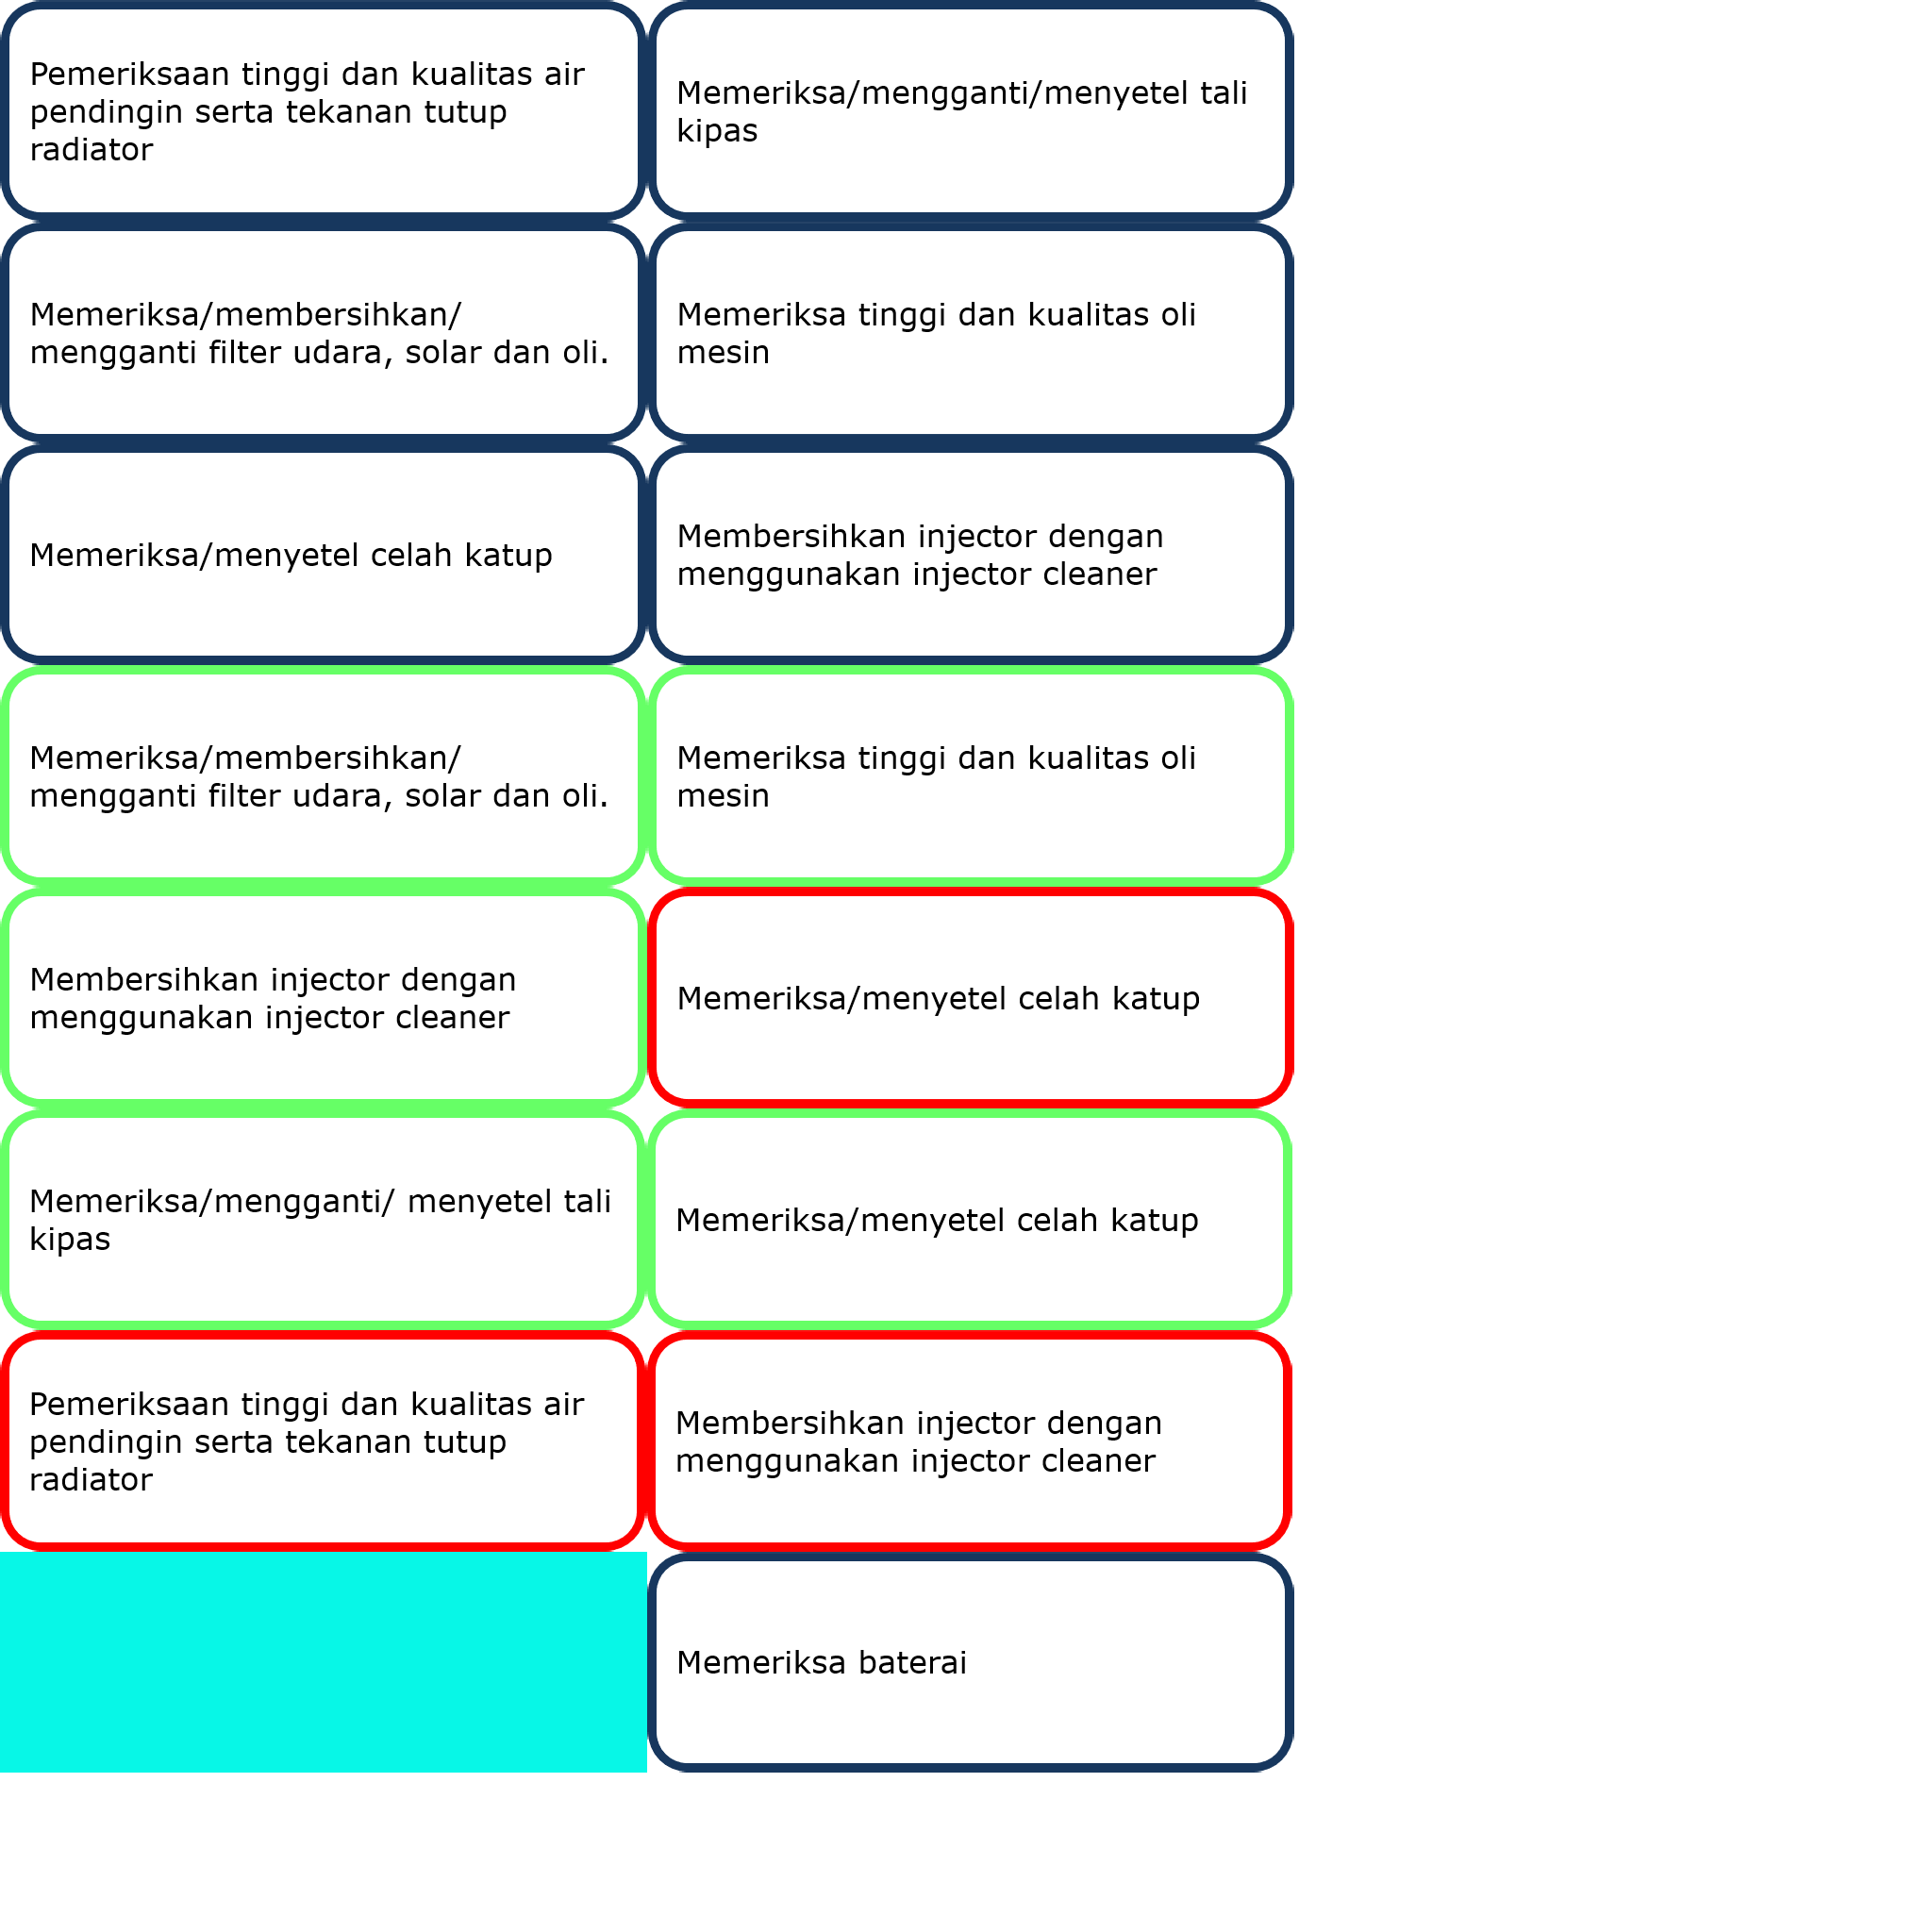 Pemeriksaan tinggi dan kualitas air
pendingin serta tekanan tutup
radiator
Memeriksa/mengganti/menyetel tali
kipas
Memeriksa/membersihkan/
mengganti filter udara, solar dan oli.
Memeriksa tinggi dan kualitas oli
mesin
Memeriksa/menyetel celah katup
Membersihkan injector dengan
menggunakan injector cleaner
Memeriksa/membersihkan/
mengganti filter udara, solar dan oli.
Memeriksa tinggi dan kualitas oli
mesin
Membersihkan injector dengan
menggunakan injector cleaner
Memeriksa/menyetel celah katup
Memeriksa/mengganti/ menyetel tali
kipas
Memeriksa/menyetel celah katup
Pemeriksaan tinggi dan kualitas air
pendingin serta tekanan tutup
radiator
Membersihkan injector dengan
menggunakan injector cleaner
Memeriksa baterai